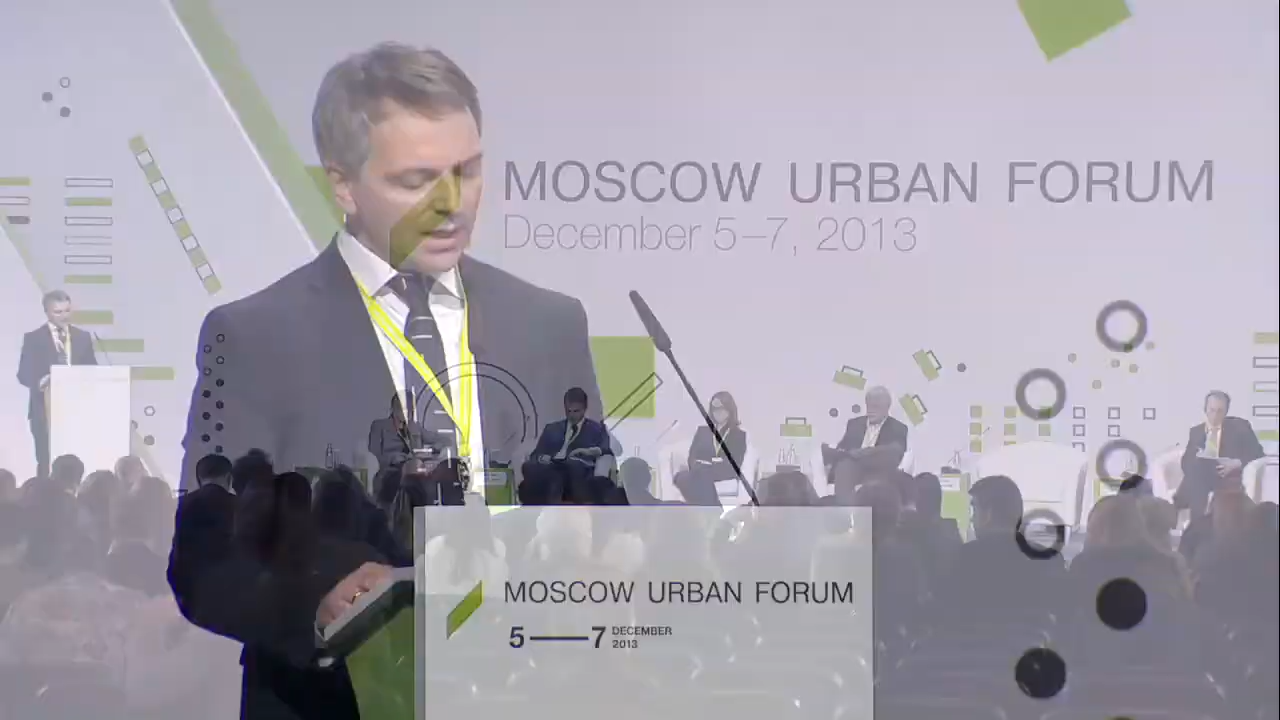 MOSCOW URBAN FORUM
December 5–7, 2013
MOSCOW URBAN FORUM
5—7 DECEMBER 2013